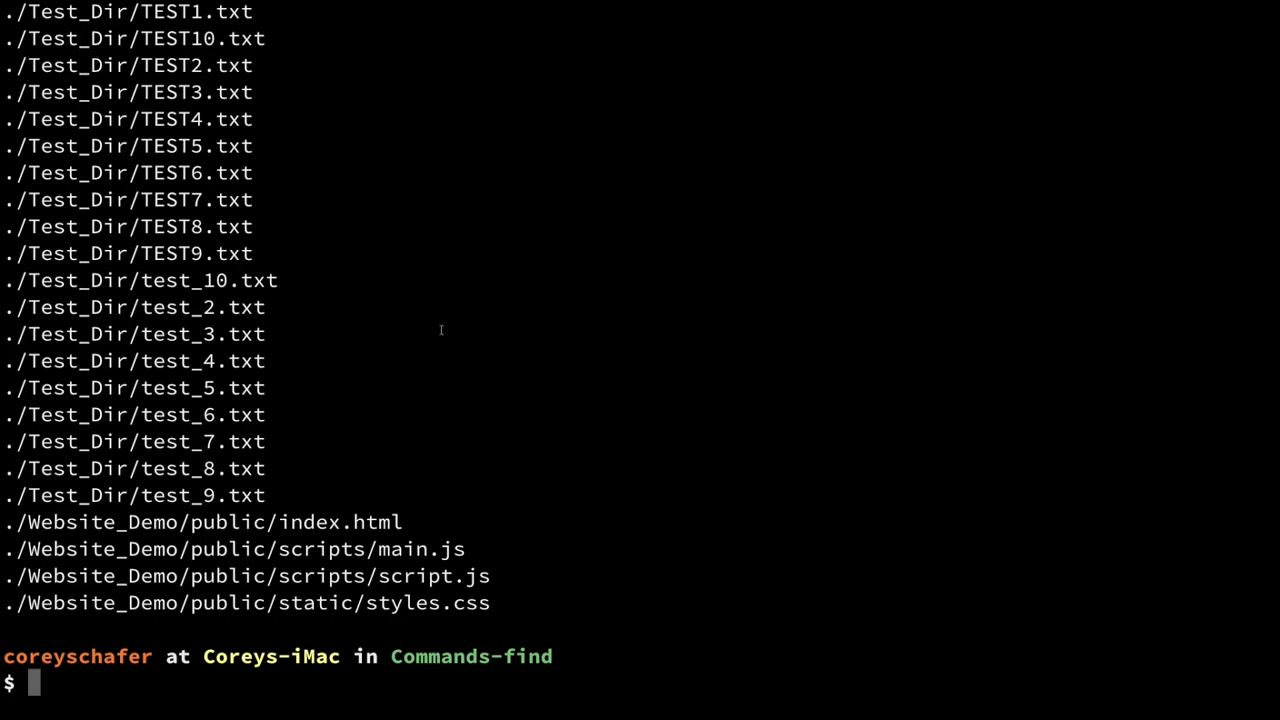 ./Test_Dir/TEST1.txt
./Test_Dir/TEST10.txt
./Test_Dir/TEST2.txt
./Test_Dir/TEST3.txt
./Test_Dir/TEST4.txt
./Test_Dir/TEST5.txt
./Test_Dir/TEST6.txt
./Test_Dir/TEST7.txt
./Test_Dir/TEST8.txt
./Test_Dir/TEST9.txt
./Test_Dir/test_10.txt
./Test_Dir/test_2.txt
./Test_Dir/test_3.txt
./Test_Dir/test_4.txt
./Test_Dir/test_5.txt
./Test_Dir/test_6.txt
./Test_Dir/test_7.txt
./Test_Dir/test_8.txt
./Test_Dir/test_9.txt
./Website_Demo/public/index.html
./Website_Demo/public/scripts/main.js
./Website_Demo/public/scripts/script.js
./Website_Demo/public/static/styles.css
coreyschafer at Coreys-iMac in Commands-find
$